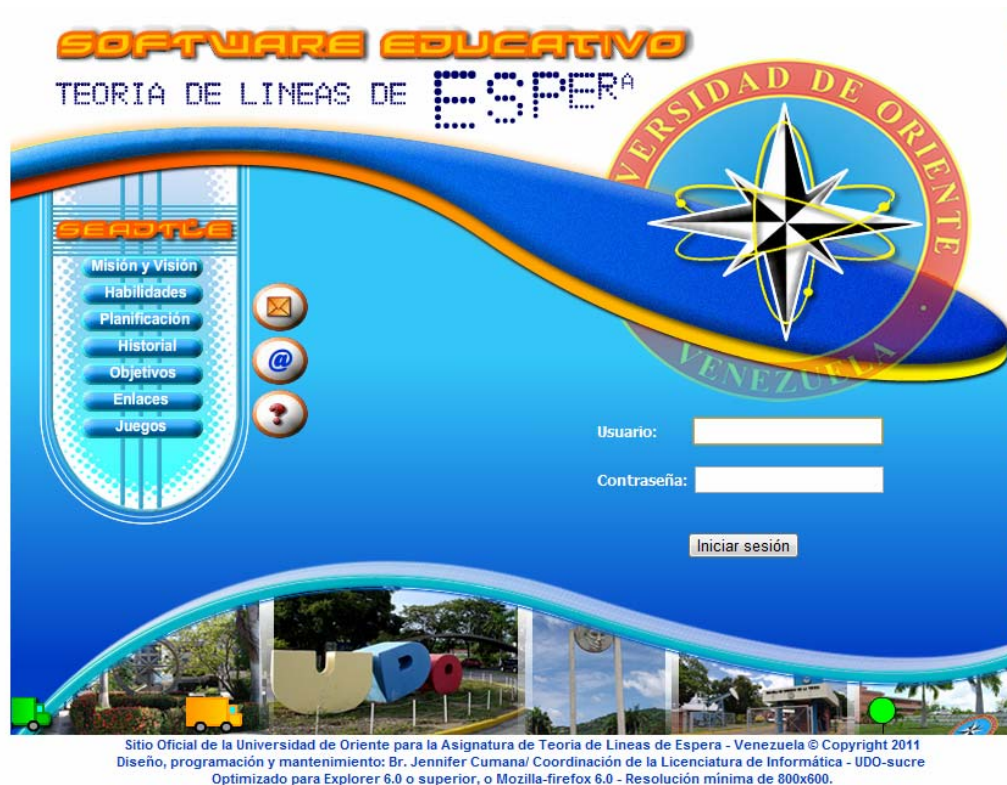 SOFTWARE EDUCATIVO
TEORIA DE LINEAS DE ESPERA
VERSIDAD DE ORIENTE
VENEZUELA
SEADTLE
Misión y Visión
Habilidades
Planificación
Historial
Objetivos
Enlaces
Juegos
@
?
Usuario:
Contraseña:
Iniciar sesión
UDO
Sitio Oficial de la Universidad de Oriente para la Asignatura de Teoria de Lineas de Espera - Venezuela © Copyright 2011
Diseño, programación y mantenimiento: Br. Jennifer Cumana/ Coordinación de la Licenciatura de Informática - UDO-sucre
Optimizado para Explorer 6.0 o superior, o Mozilla-firefox 6.0 - Resolución mínima de 800x600.